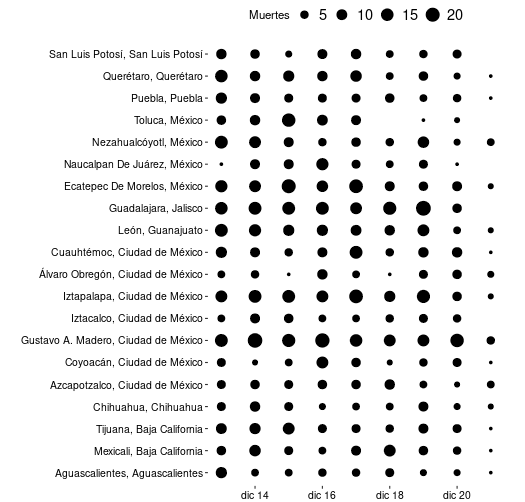 Muertes 5 10 15 20
San Luis Potosí, San Luis Potosí
Querétaro, Querétaro
Puebla, Puebla
Toluca, México
Nezahualcóyotl, México
Naucalpan De Juárez, México
Ecatepec De Morelos, México
Guadalajara, Jalisco
León, Guanajuato
Cuauhtémoc, Ciudad de México
Álvaro Obregón, Ciudad de México
Iztapalapa, Ciudad de México
Iztacalco, Ciudad de México
Gustavo A. Madero, Ciudad de México
Coyoacán, Ciudad de México
Azcapotzalco, Ciudad de México
Chihuahua, Chihuahua
Tijuana, Baja California
Mexicali, Baja California
Aguascalientes, Aguascalientes
dic 14 dic 16 dic 18 dic 20